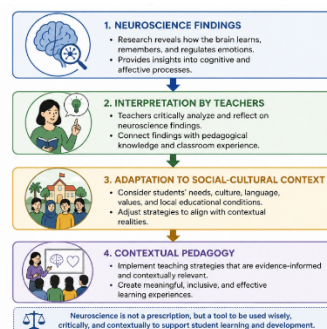 1. NEUROSCIENCE FINDINGS
• Research reveals how the brain learns,
remembers, and regulates emotions.
• Provides insights into cognitive and
affective processes.
2. INTERPRETATION BY TEACHERS
• Teachers critically analyze and reflect on
neuroscience findings.
• Connect findings with pedagogical
knowledge and classroom experience.
3. ADAPTATION TO SOCIAL-CULTURAL CONTEXT
• Consider students' needs, culture, language,
values, and local educational conditions.
• Adjust strategies to align with contextual
realities.
4. CONTEXTUAL PEDAGOGY
• Implement teaching strategies that are evidence-informed
and contextually relevant.
• Create meaningful, inclusive, and effective
learning experiences.
Neuroscience is not a prescription, but a tool to be used wisely,
critically, and contextually to support student learning and development.